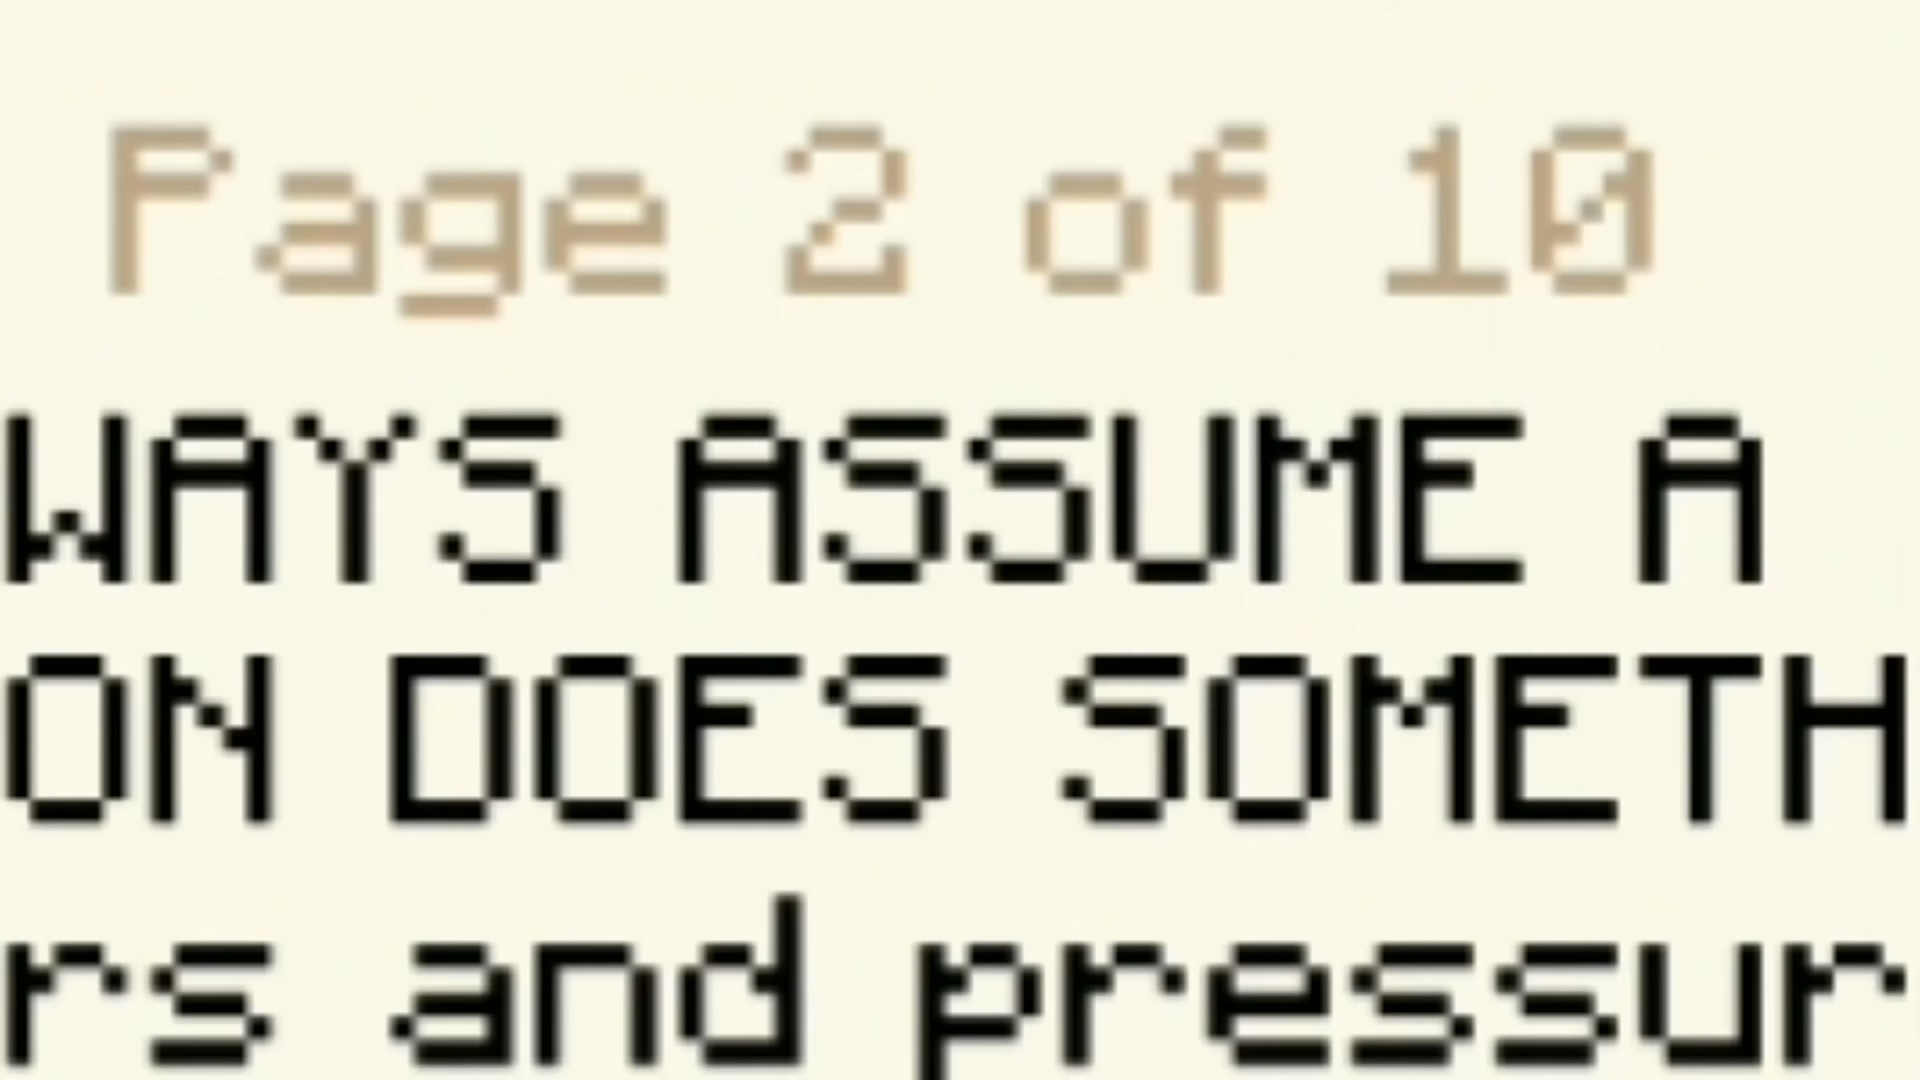 Page 2 of 10
WAYS ASSUME A
ON DOES SOMETH
rs and pressur